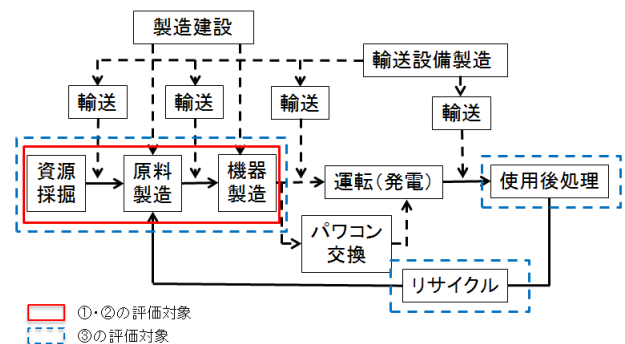 製造建設
輸送設備製造
輸送
輸送
輸送
輸送
資源
採掘
原料
製造
機器
製造
運転(発電)
使用後処理
パワコン
交換
リサイクル
①・②の評価対象
③の評価対象